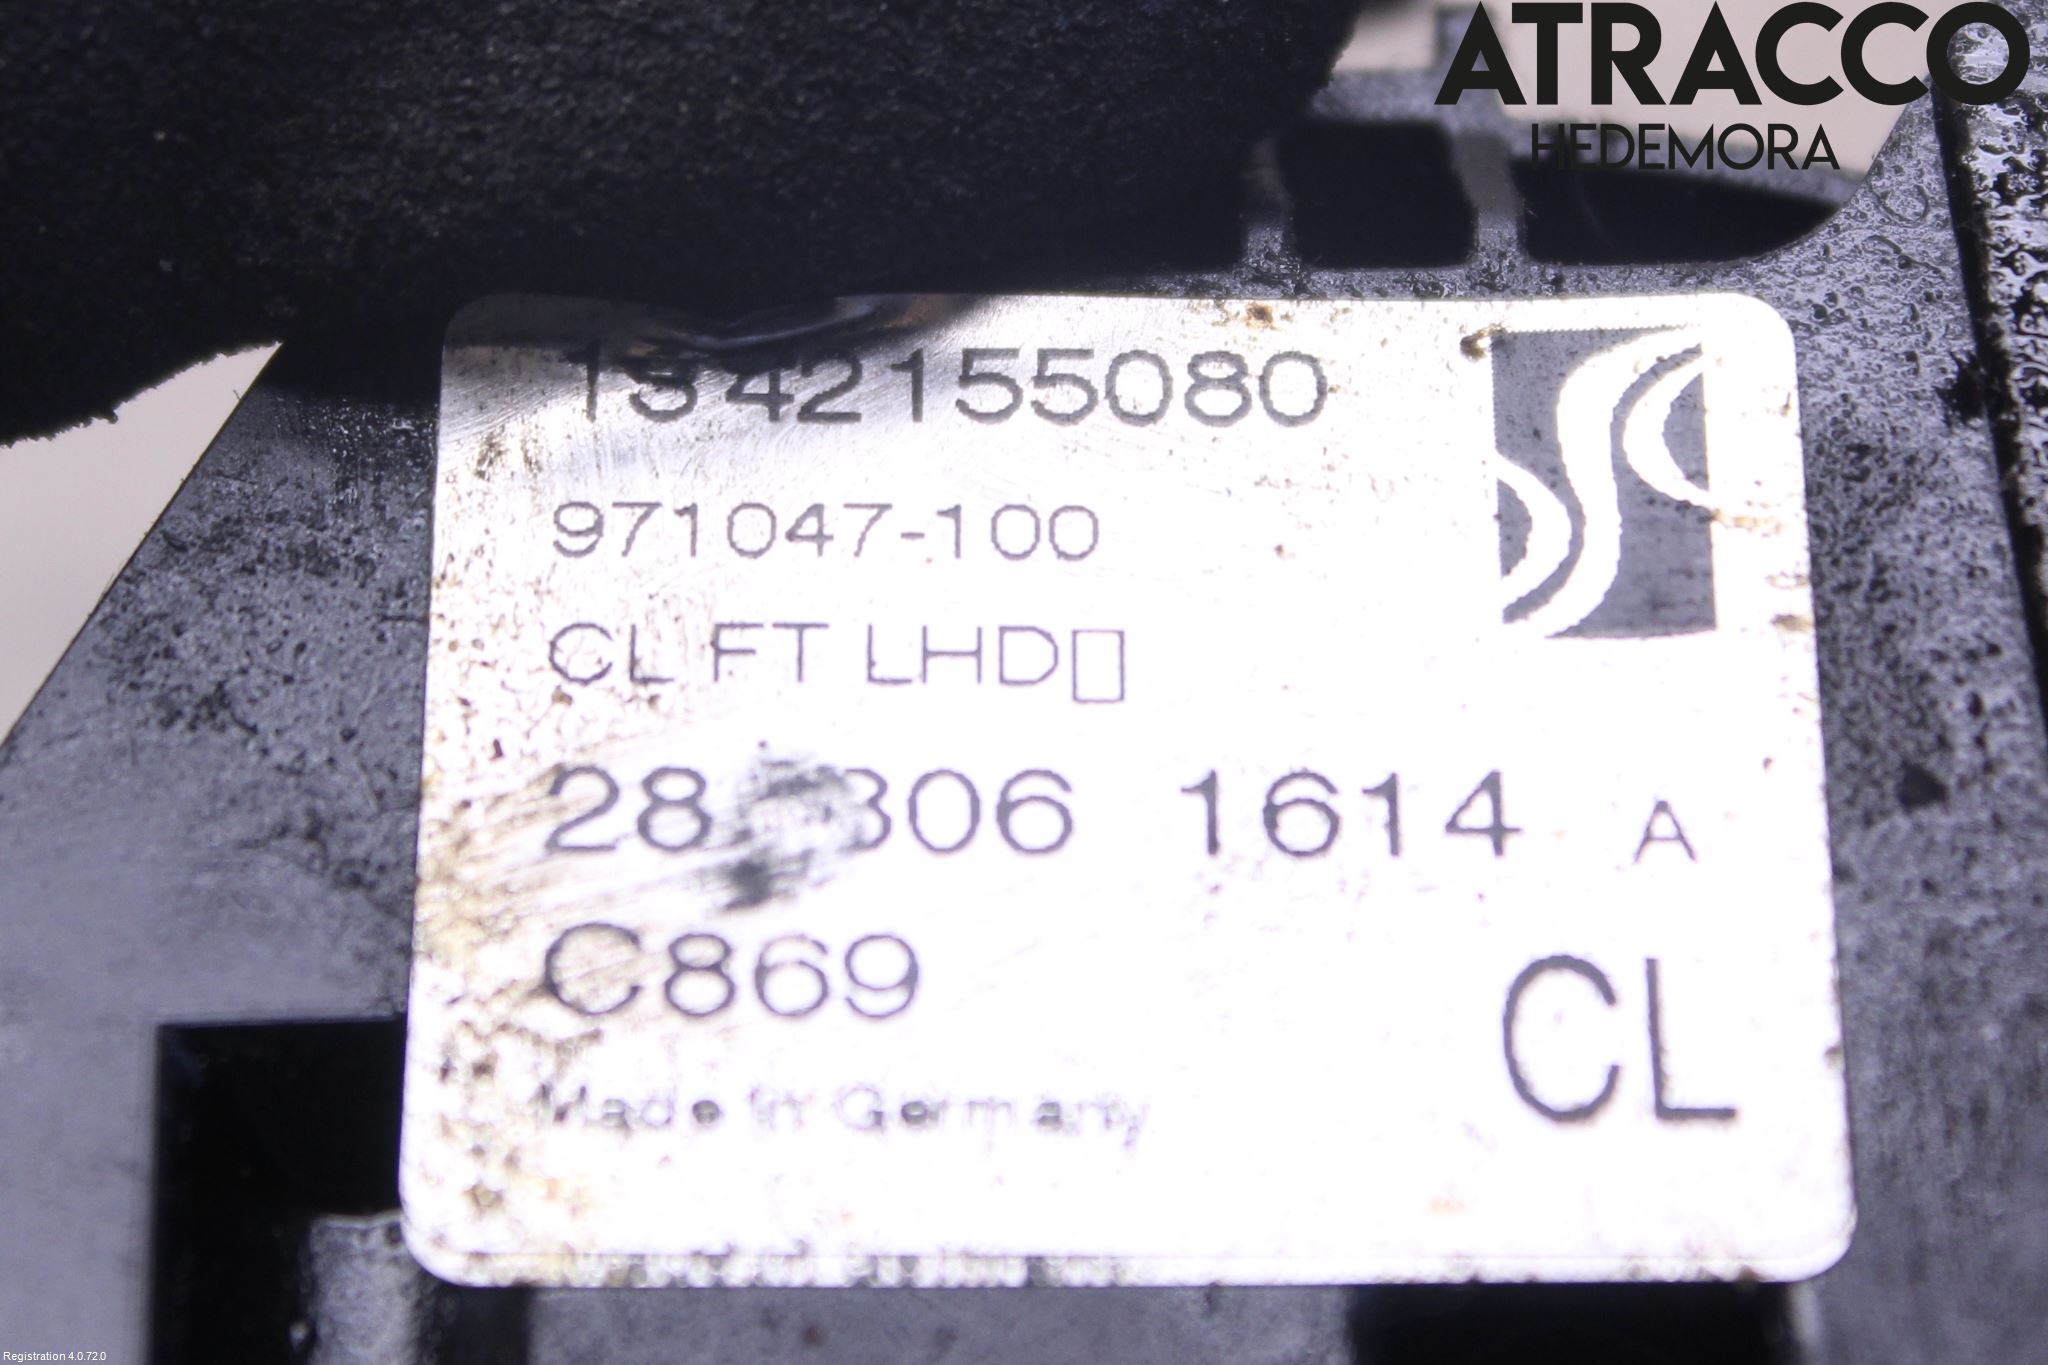 ATRACCO
HEDEMORA
1342155080
971047-100
CL FT LHD
1614 A
C869
CL
Made in Germany
Registration 4.0.72.0